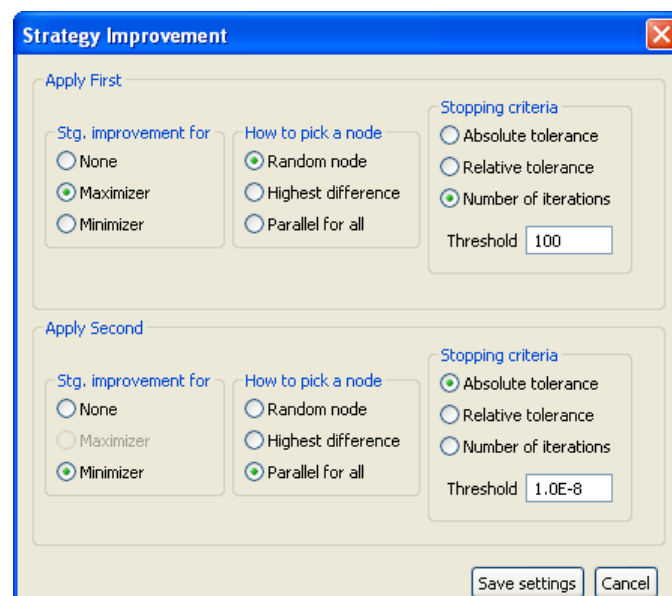 Strategy Improvement
Apply First
Stg. improvement for
None
Maximizer
Minimizer
How to pick a node
Random node
Highest difference
Parallel for all
Stopping criteria
Absolute tolerance
Relative tolerance
Number of iterations
Threshold 100
Apply Second
Stg. improvement for
None
Maximizer
Minimizer
How to pick a node
Random node
Highest difference
Parallel for all
Stopping criteria
Absolute tolerance
Relative tolerance
Number of iterations
Threshold 1.0E-8
Save settings Cancel